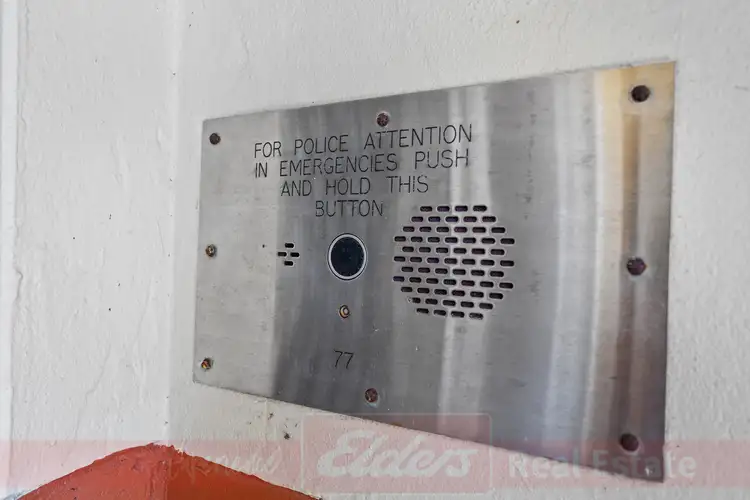 FOR POLICE ATTENTION
IN EMERGENCIES PUSH
AND HOLD THIS
BUTTON
77
Elders Real Estate